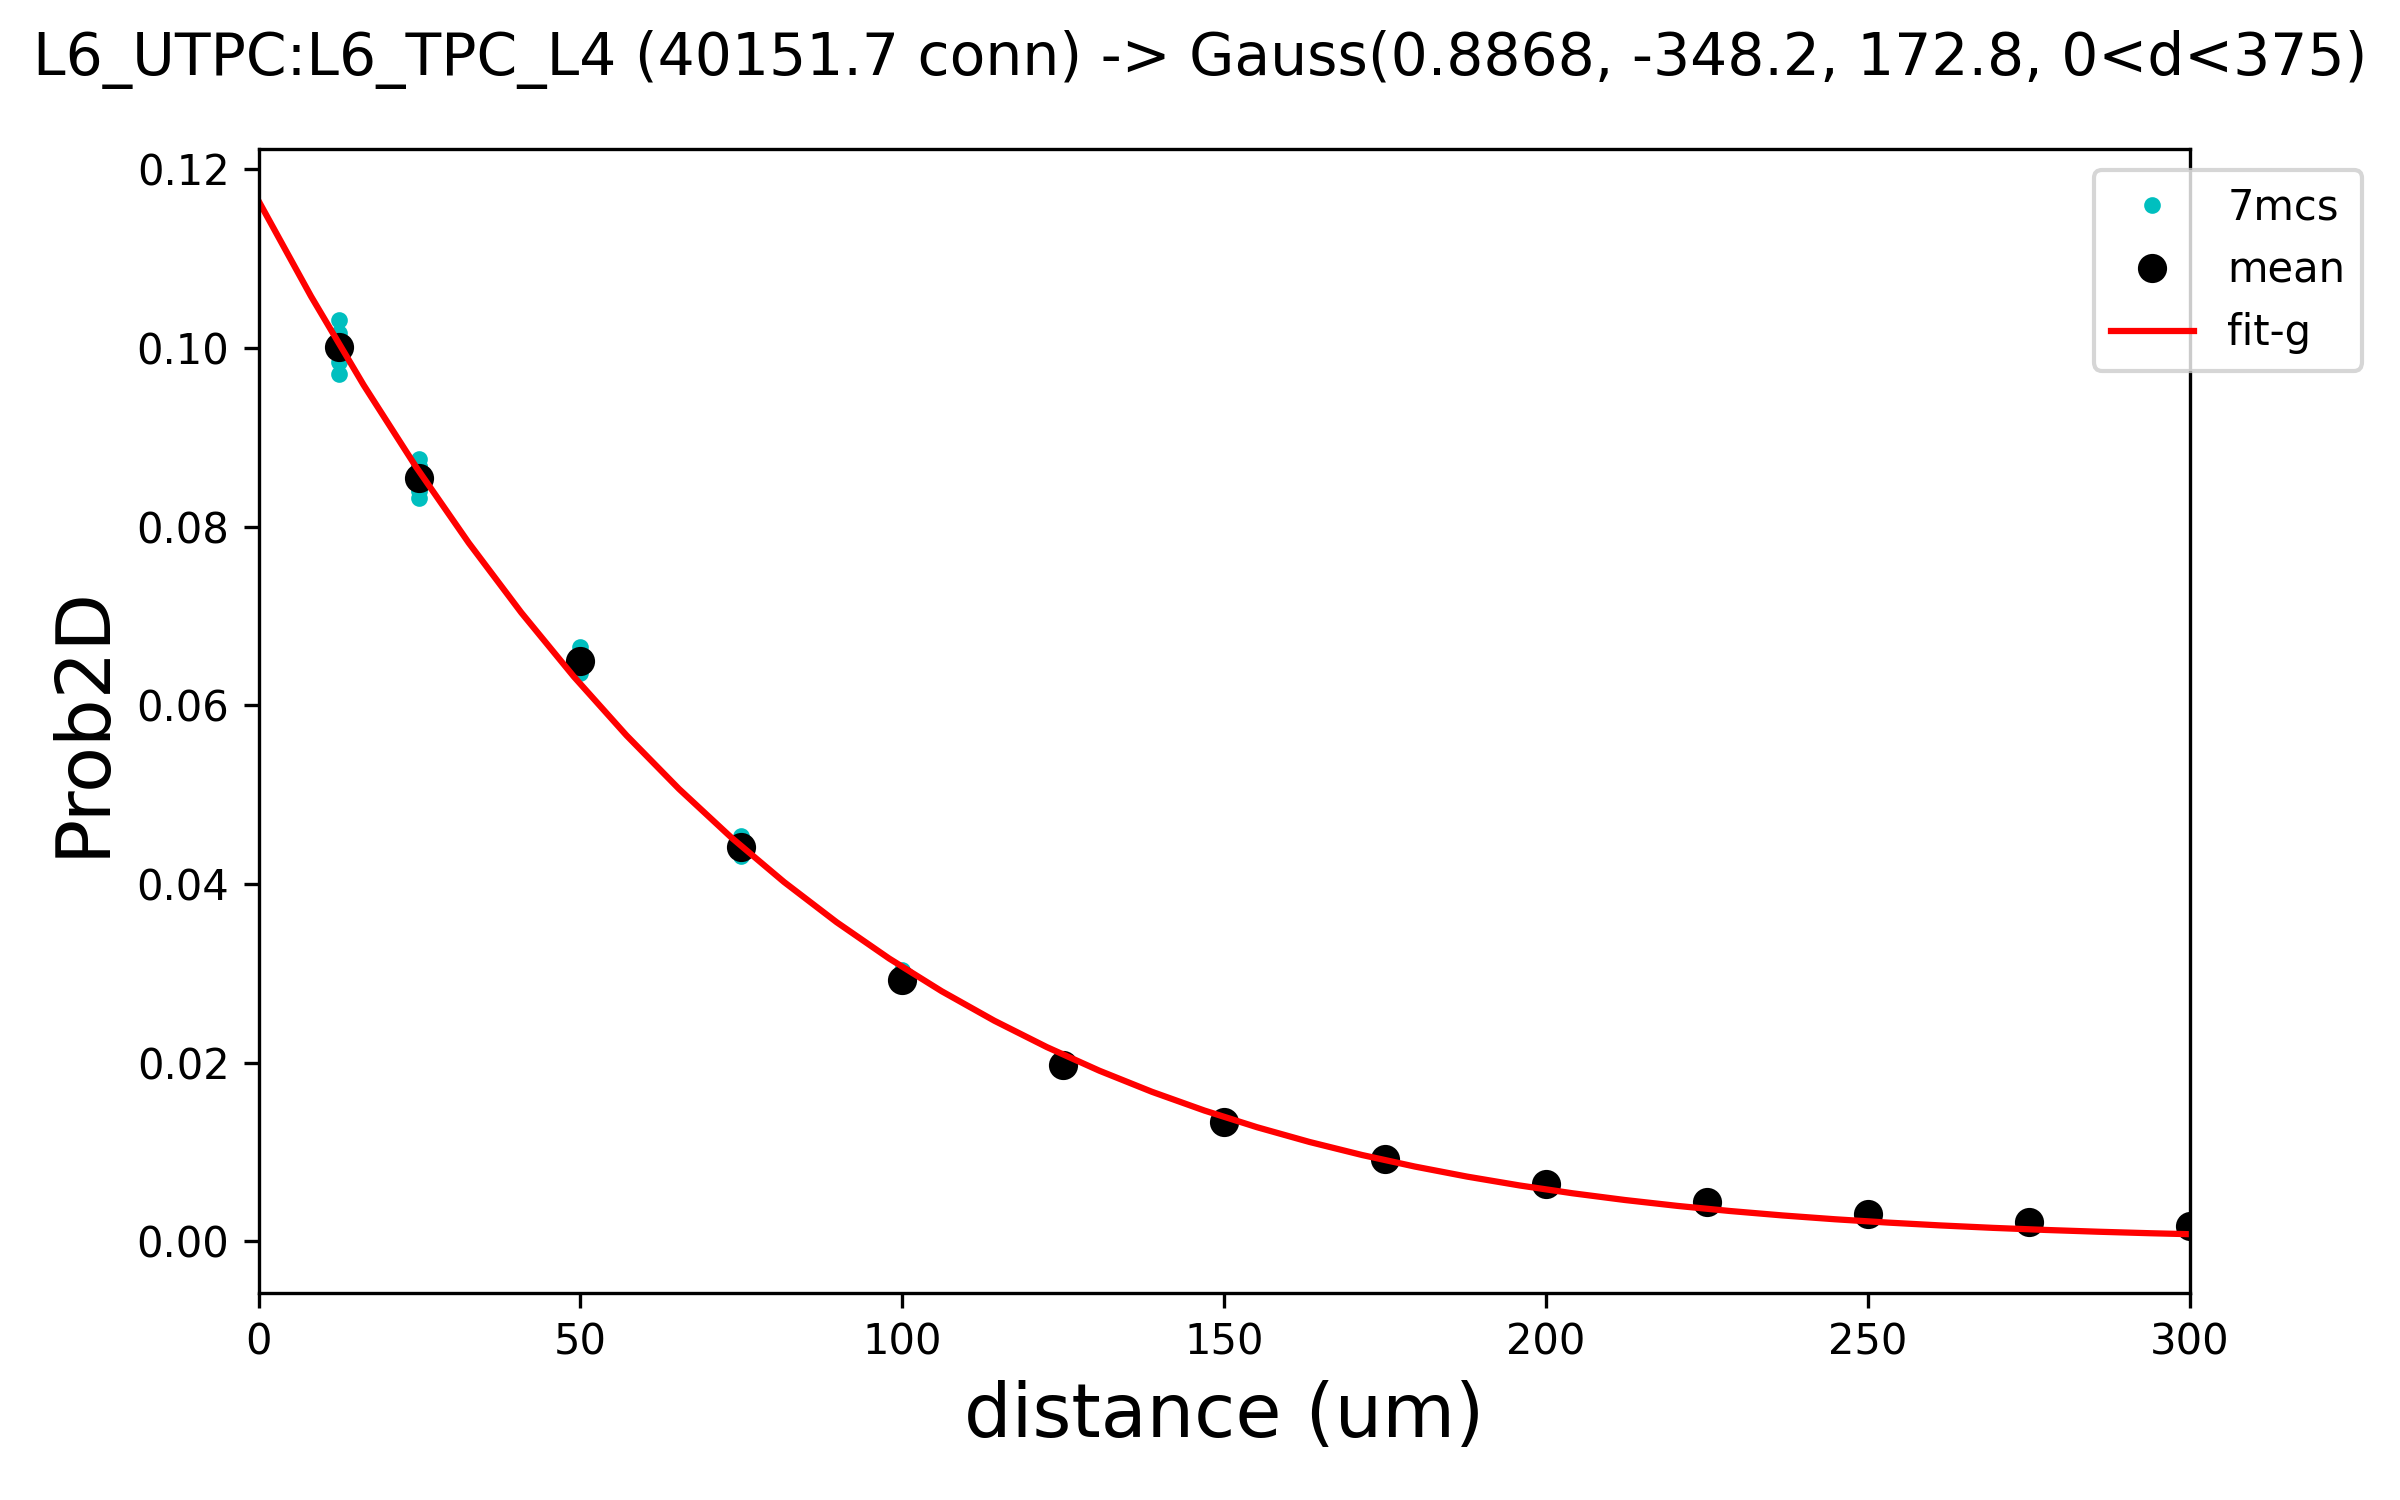 L6_UTPC:L6_TPC_L4 (40151.7 conn) -> Gauss(0.8868, -348.2, 172.8, 0<d<375)
0.12
0.10
0.08
0.06
0.04
0.02
0.00
Prob2D
7mcs
mean
fit-g
0 50 100 150 200 250 300
distance (um)